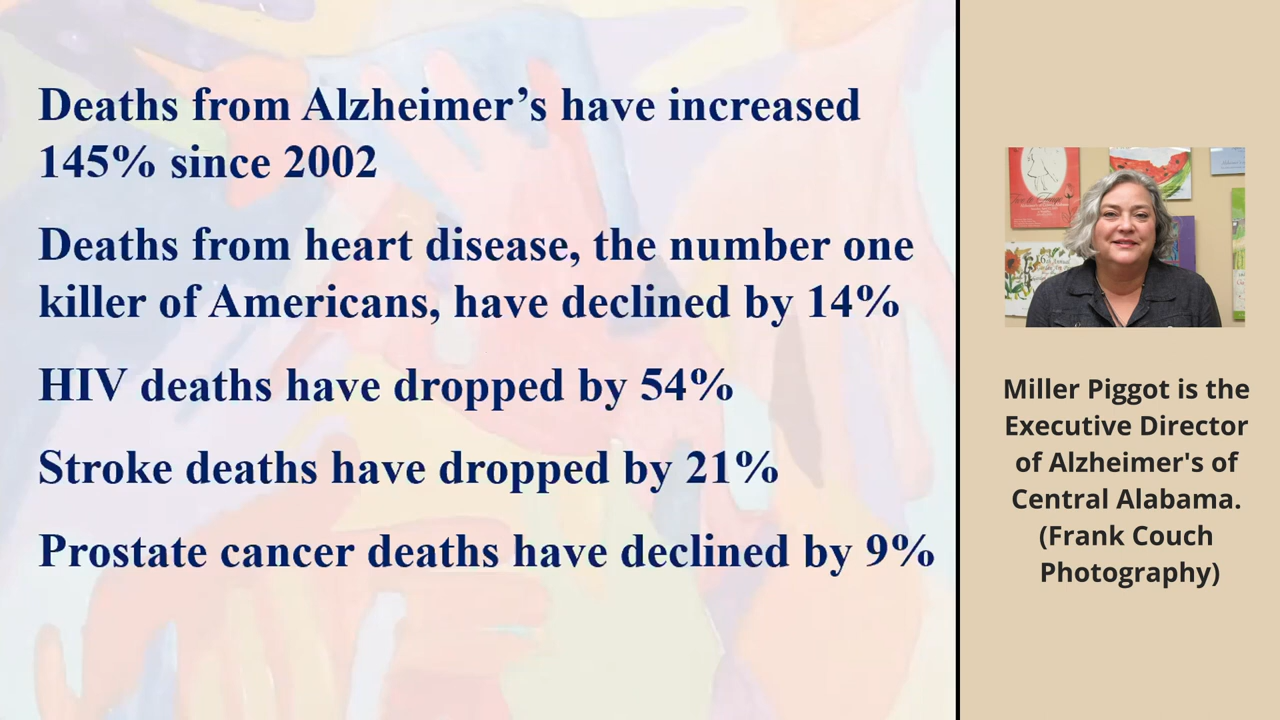 Deaths from Alzheimer’s have increased
145% since 2002
Deaths from heart disease, the number one
killer of Americans, have declined by 14%
HIV deaths have dropped by 54%
Stroke deaths have dropped by 21%
Prostate cancer deaths have declined by 9%
Miller Piggot is the
Executive Director
of Alzheimer's of
Central Alabama.
(Frank Couch
Photography)